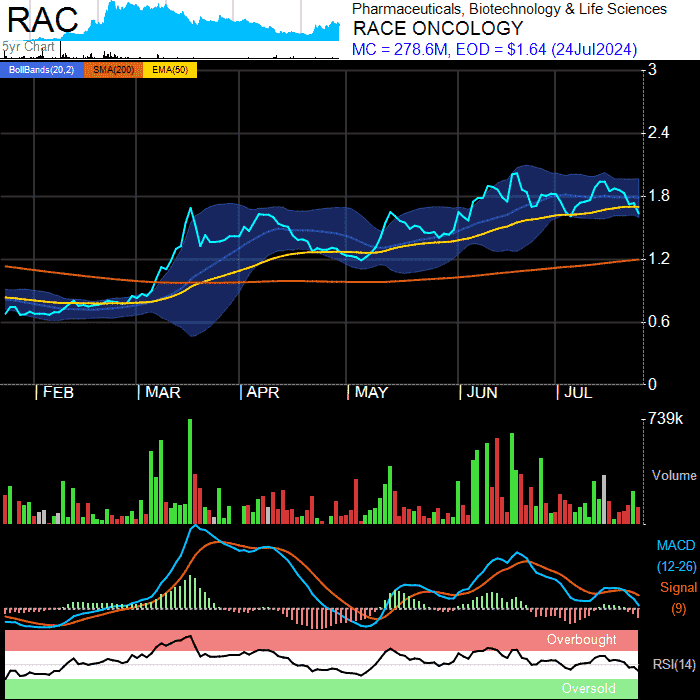 RAC
5yr Chart
Pharmaceuticals, Biotechnology & Life Sciences
RACE ONCOLOGY
MC = 278.6M, EOD = $1.64 (24Jul2024)
BollBands(20,2) SMA(200) EMA(50)
3
2.4
1.8
1.2
0.6
0
FEB MAR APR MAY JUN JUL
739k
Volume
MACD
(12-26)
Signal
(9)
Overbought
RSI(14)
Oversold